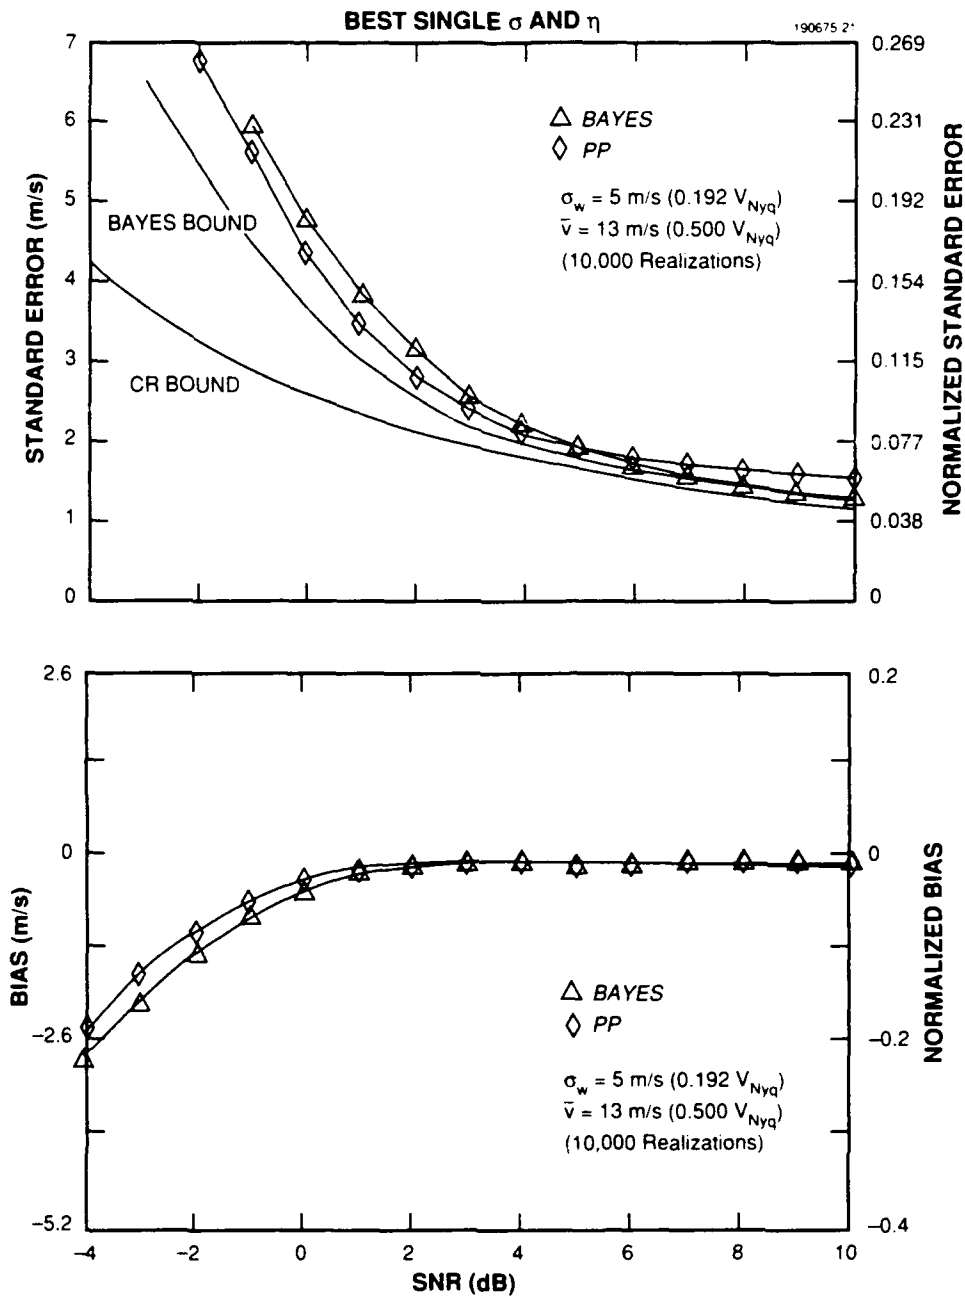 BEST SINGLE σ AND η
190675 2
7
6
5
4
3
2
1
0
STANDARD ERROR (m/s)
0.269
0.231
0.192
0.154
0.115
0.077
0.038
0
NORMALIZED STANDARD ERROR
BAYES
PP
σw = 5 m/s (0.192 VNyq)
v̄ = 13 m/s (0.500 VNyq)
(10,000 Realizations)
BAYES BOUND
CR BOUND
2.6
0
−2.6
−5.2
BIAS (m/s)
0.2
0
−0.2
−0.4
NORMALIZED BIAS
BAYES
PP
σw = 5 m/s (0.192 VNyq)
v̄ = 13 m/s (0.500 VNyq)
(10,000 Realizations)
−4 −2 0 2 4 6 8 10
SNR (dB)